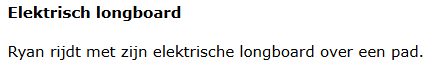 Elektrisch longboard
Ryan rijdt met zijn elektrische longboard over een pad.